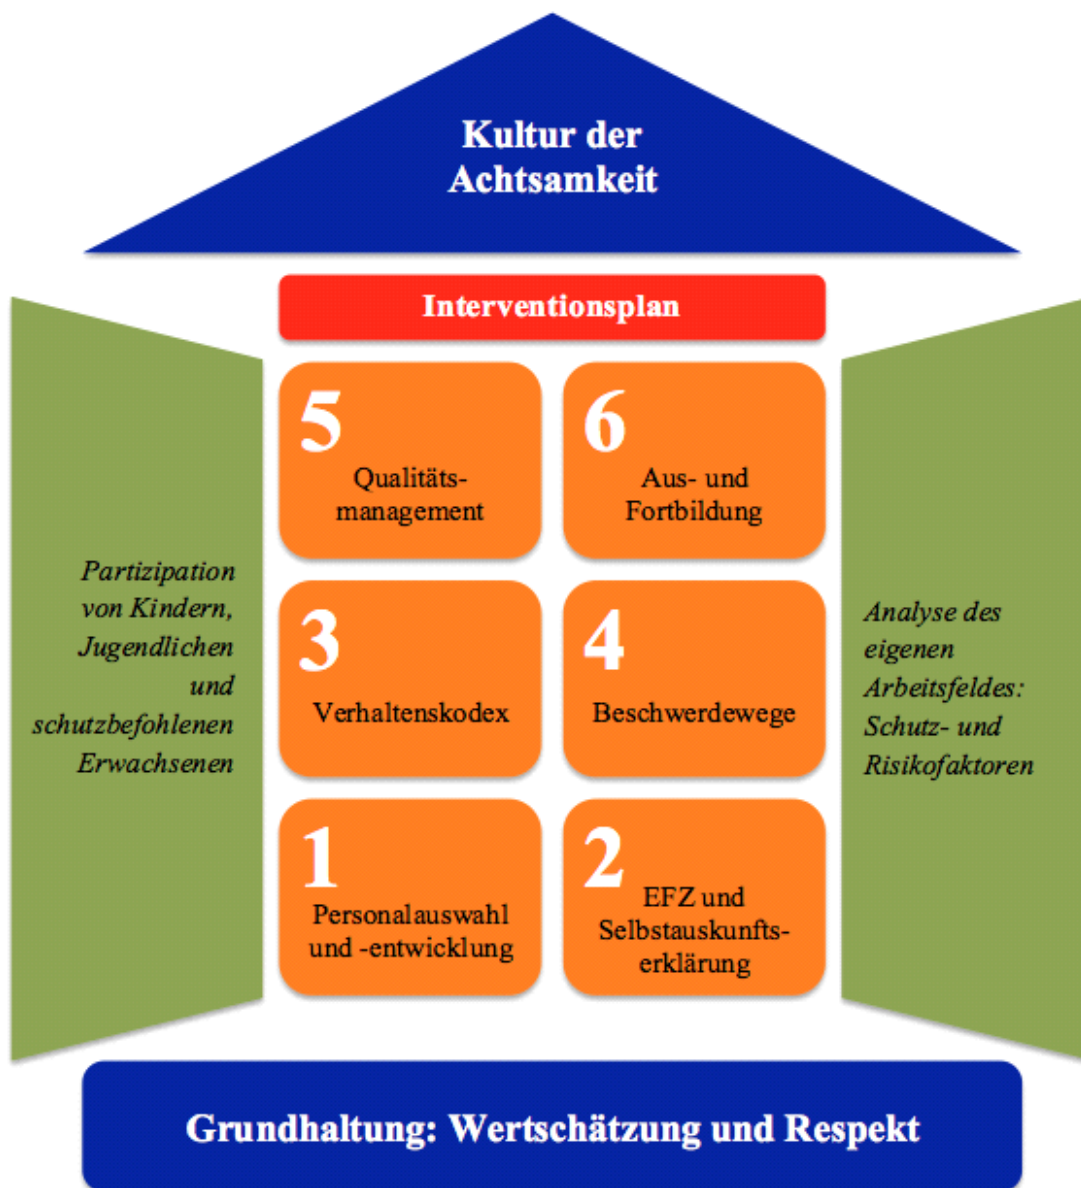 Kultur der
Achtsamkeit
Interventionsplan
5
Qualitäts-
management
6
Aus- und
Fortbildung
Partizipation
von Kindern,
Jugendlichen
und
schutzbefohlenen
Erwachsenen
3
Verhaltenskodex
4
Beschwerdewege
Analyse des
eigenen
Arbeitsfeldes:
Schutz- und
Risikofaktoren
1
Personalauswahl
und -entwicklung
2
EFZ und
Selbstauskunfts-
erklärung
Grundhaltung: Wertschätzung und Respekt